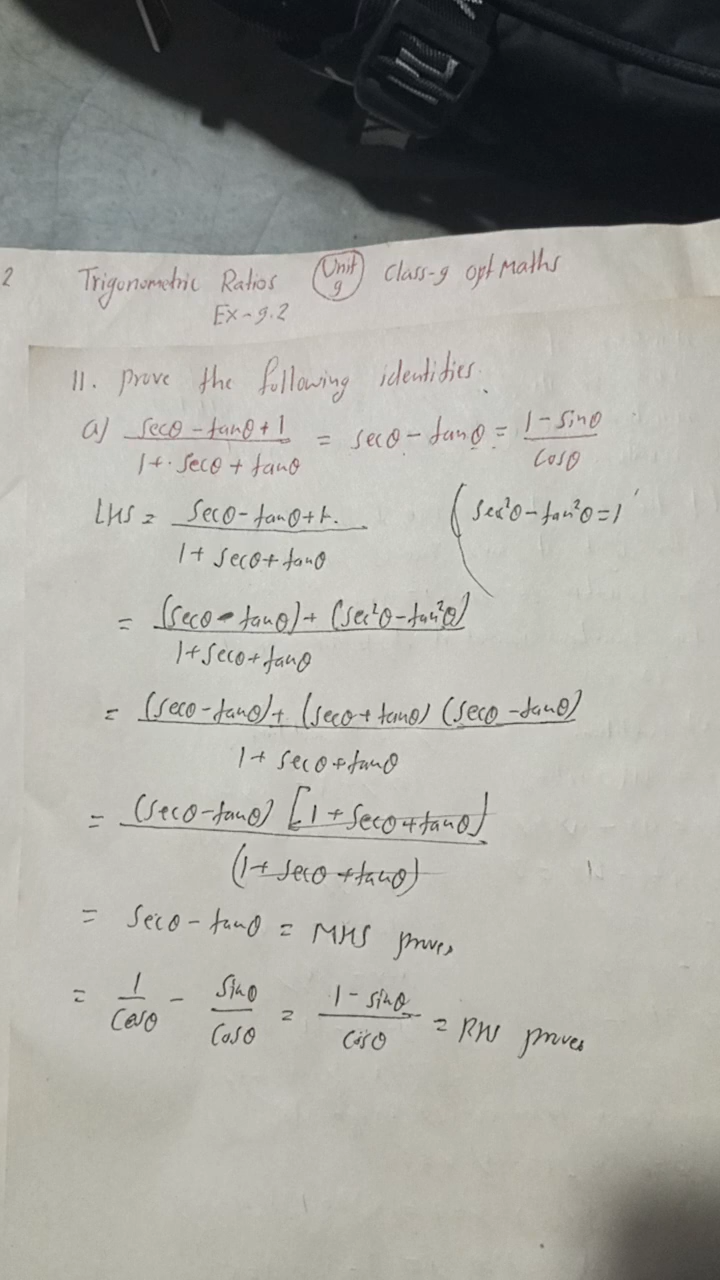 2 Trigonometric Ratios Unit 9 Class-9 opt Maths
Ex-9.2
11. prove the following identities.
a) (secθ - tanθ + 1)/(1 + secθ + tanθ) = secθ - tanθ = (1 - sinθ)/cosθ
LHS = (secθ - tanθ + 1)/(1 + secθ + tanθ) (sec²θ - tan²θ = 1
= ((secθ - tanθ) + (sec²θ - tan²θ))/(1 + secθ + tanθ)
= ((secθ - tanθ) + (secθ + tanθ) (secθ - tanθ))/(1 + secθ + tanθ)
= ((secθ - tanθ) [1 + secθ + tanθ])/((1 + secθ + tanθ))
= secθ - tanθ = MHS proves
= 1/cosθ - sinθ/cosθ = (1 - sinθ)/cosθ = RHS proves